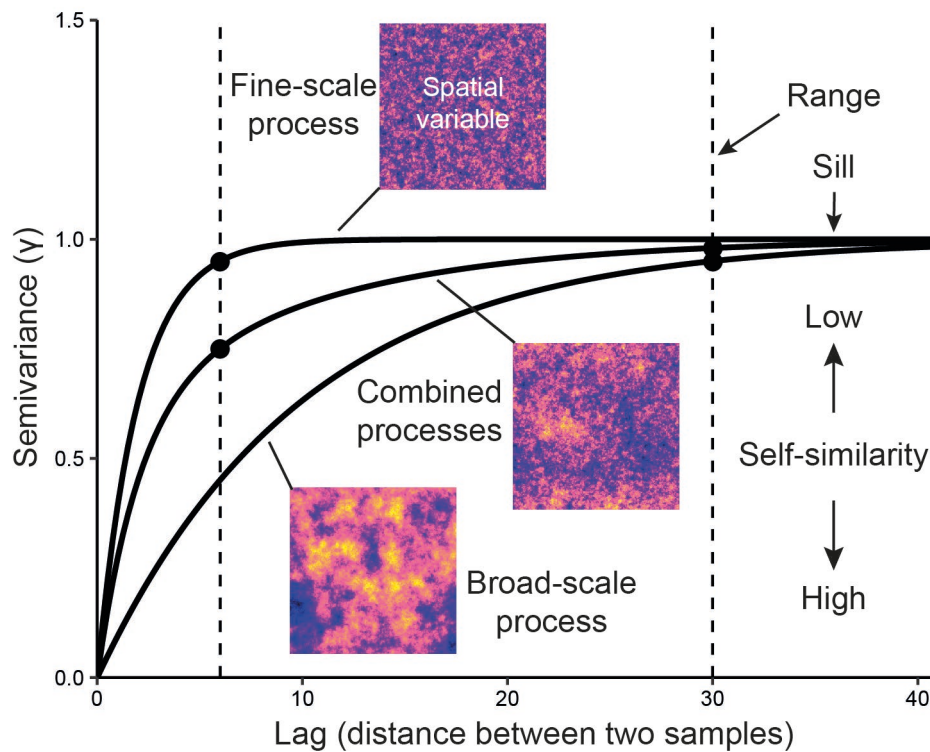 1.5
1.0
0.5
0.0
Semivariance (γ)
Fine-scale
process
Spatial
variable
Range
Sill
Low
Combined
processes
Self-similarity
Broad-scale
process
High
0
10
20
30
40
Lag (distance between two samples)